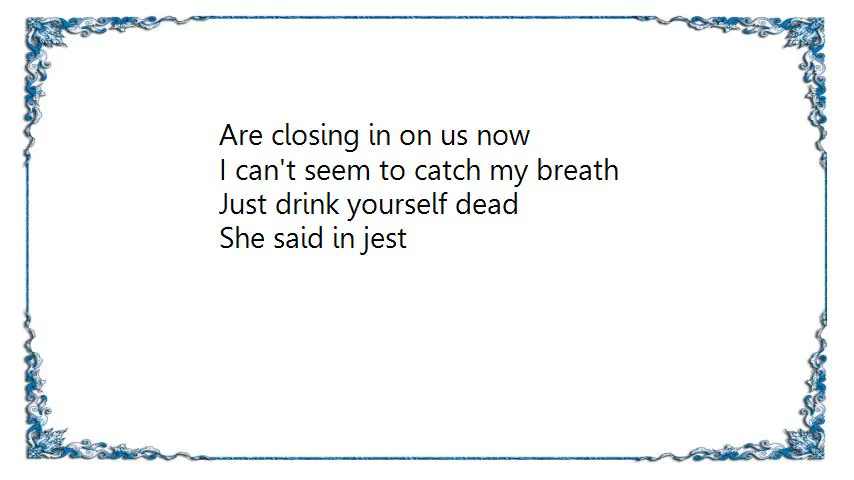 Are closing in on us now
I can't seem to catch my breath
Just drink yourself dead
She said in jest